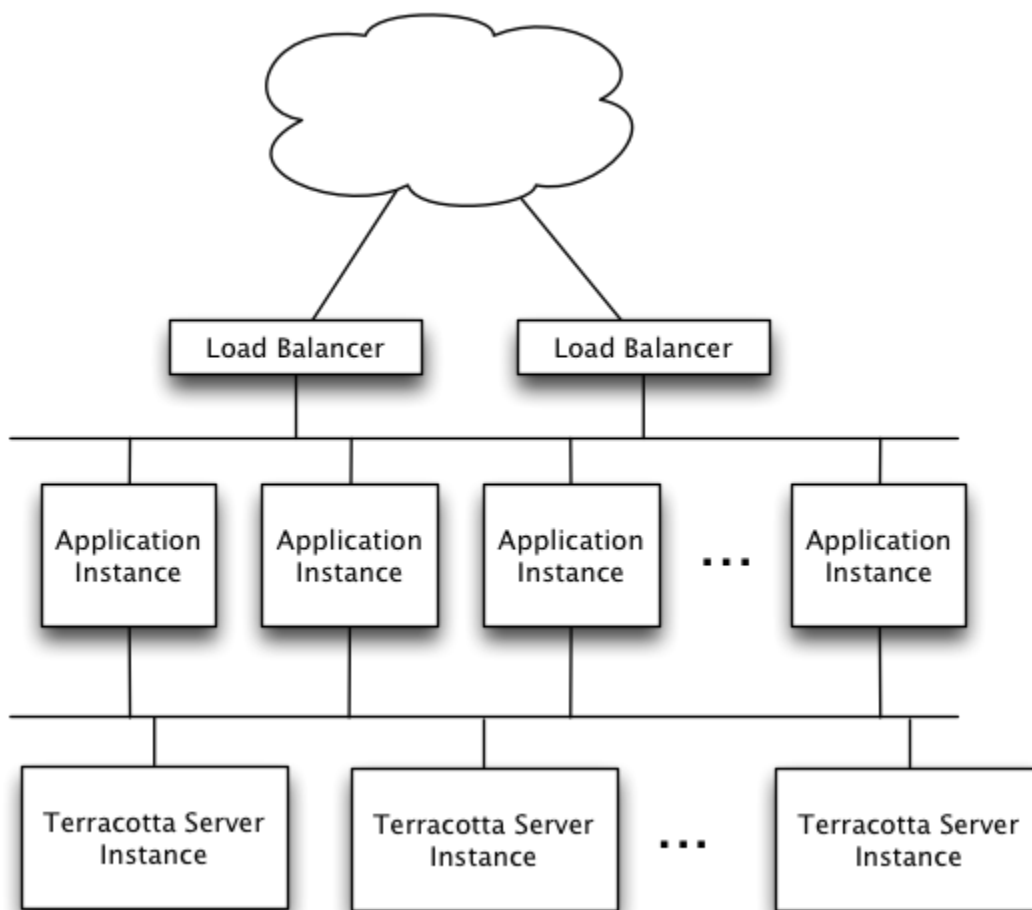 Load Balancer
Load Balancer
Application
Instance
Application
Instance
Application
Instance
...
Application
Instance
Terracotta Server
Instance
Terracotta Server
Instance
...
Terracotta Server
Instance